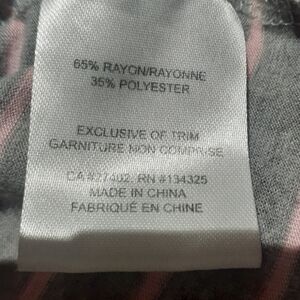 65% RAYON/RAYONNE
35% POLYESTER
EXCLUSIVE OF TRIM
GARNITURE NON COMPRISE
CA #27402, RN #134325
MADE IN CHINA
FABRIQUÉ EN CHINE